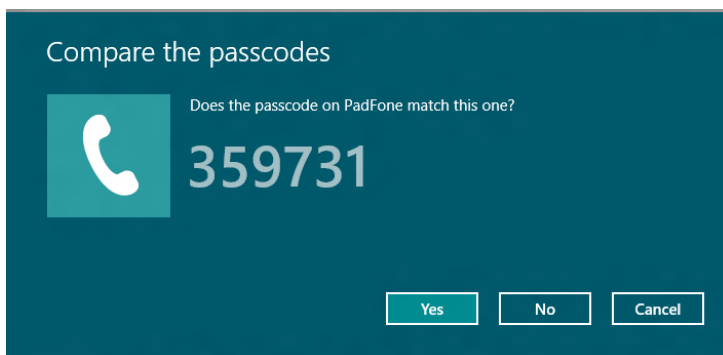 Compare the passcodes
Does the passcode on PadFone match this one?
359731
Yes No Cancel